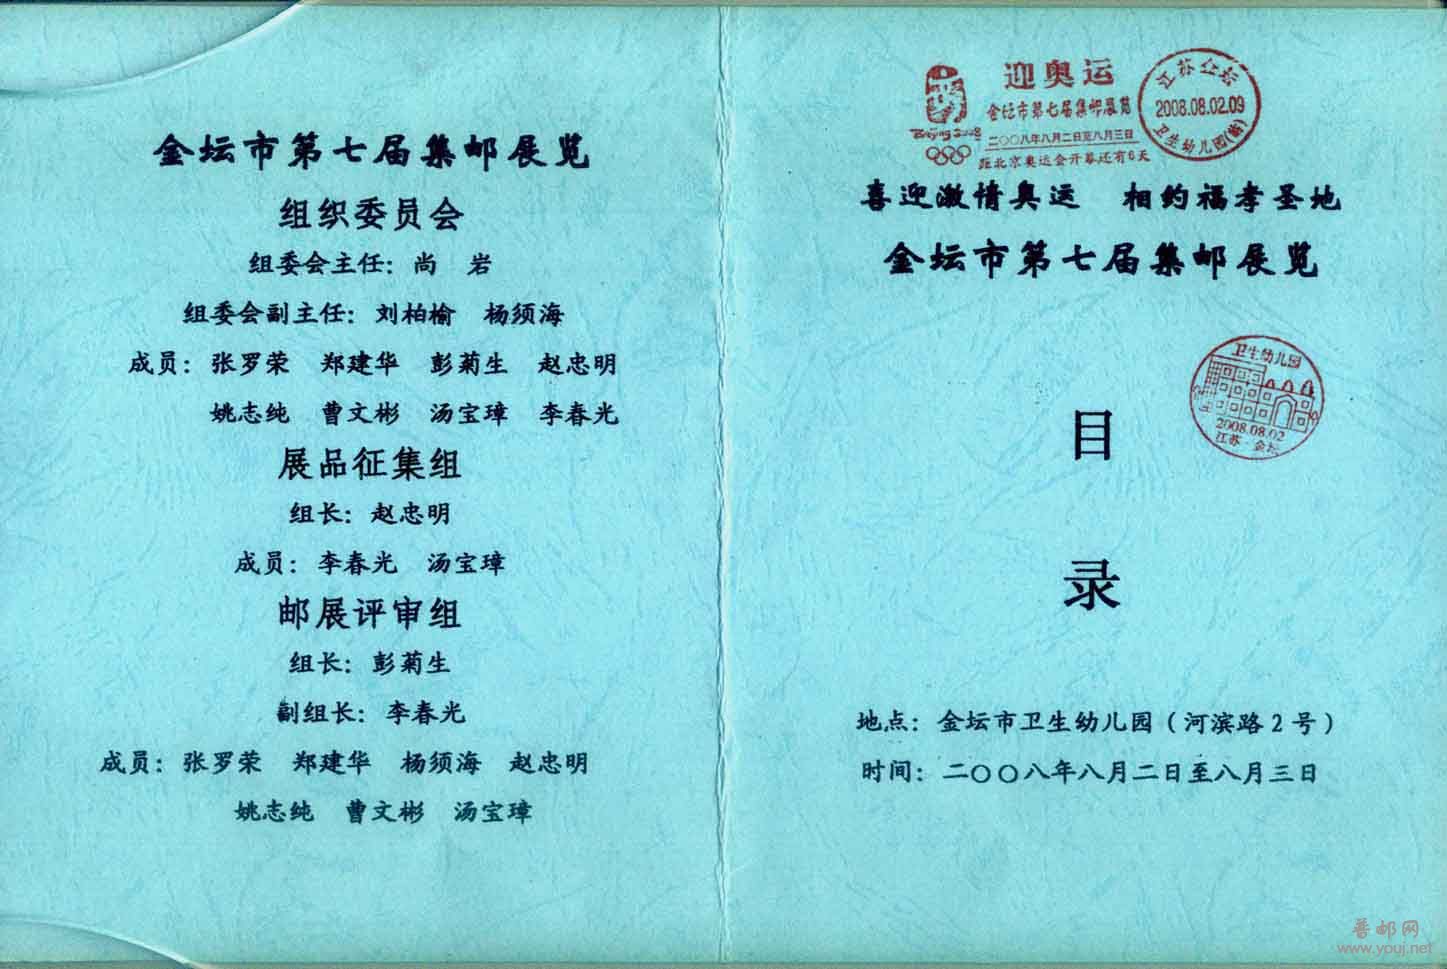 金坛市第七届集邮展览
组织委员会
组委会主任：尚 岩
组委会副主任：刘柏榆 杨须海
成员：张罗荣 郑建华 彭菊生 赵忠明
姚志纯 曹文彬 汤宝璋 李春光
展品征集组
组长：赵忠明
成员：李春光 汤宝璋
邮展评审组
组长：彭菊生
副组长：李春光
成员：张罗荣 郑建华 杨须海 赵忠明
姚志纯 曹文彬 汤宝璋
迎奥运
金坛市第七届集邮展览
二〇〇八年八月二日至八月三日
距北京奥运会开幕还有6天
Beijing 2008
江苏金坛
2008.08.02.09
卫生幼儿园(临)
喜迎激情奥运 相约福孝圣地
金坛市第七届集邮展览
卫生幼儿园
2008.08.02
江苏·金坛
目
录
地点：金坛市卫生幼儿园（河滨路2号）
时间：二〇〇八年八月二日至八月三日
普邮网
www.youj.net